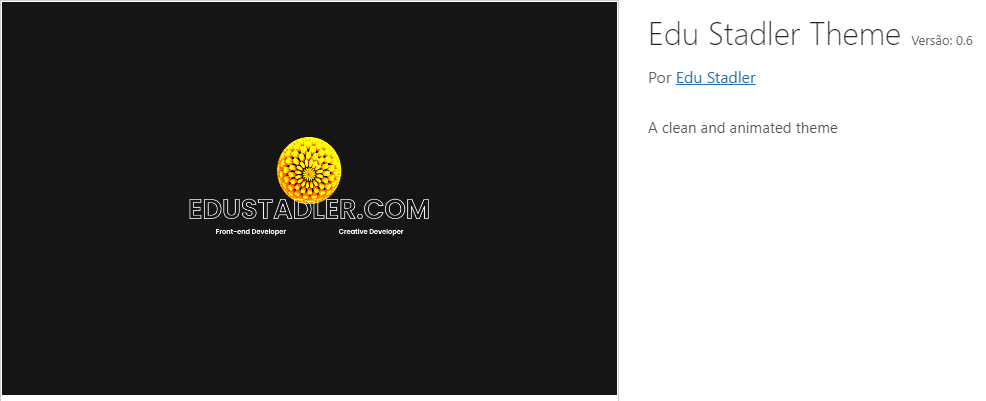 EDUSTADLER.COM
Front-end Developer Creative Developer
Edu Stadler Theme Versão: 0.6
Por Edu Stadler
A clean and animated theme